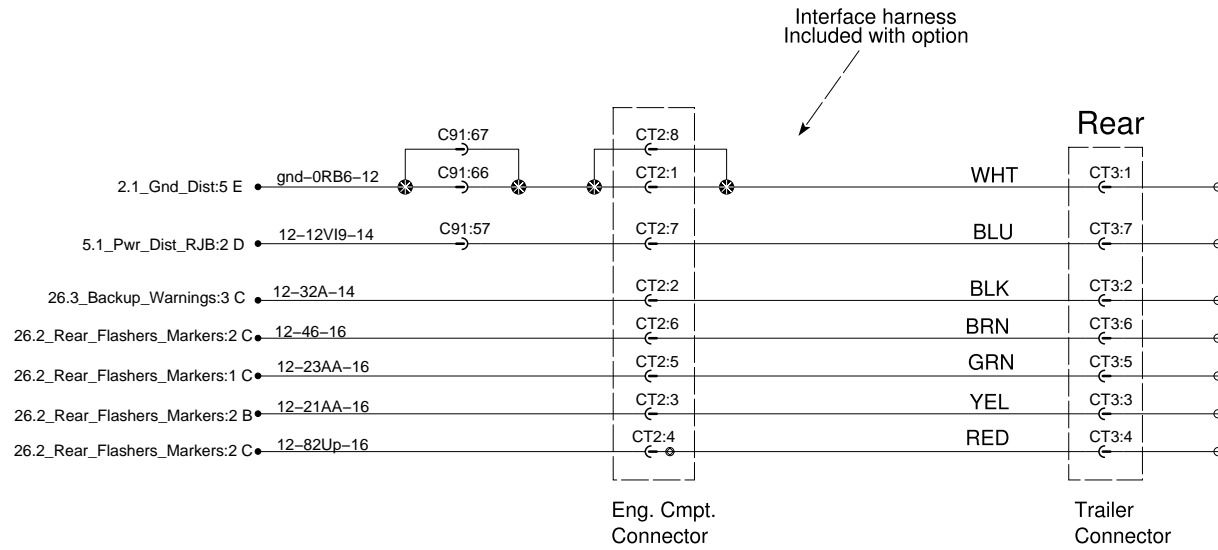 Interface harness
Included with option
Rear
C91:67
CT2:8
2.1_Gnd_Dist:5 E
gnd−0RB6−12
C91:66
CT2:1
WHT
CT3:1
5.1_Pwr_Dist_RJB:2 D
12−12VI9−14
C91:57
CT2:7
BLU
CT3:7
26.3_Backup_Warnings:3 C
12−32A−14
CT2:2
BLK
CT3:2
26.2_Rear_Flashers_Markers:2 C
12−46−16
CT2:6
BRN
CT3:6
26.2_Rear_Flashers_Markers:1 C
12−23AA−16
CT2:5
GRN
CT3:5
26.2_Rear_Flashers_Markers:2 B
12−21AA−16
CT2:3
YEL
CT3:3
26.2_Rear_Flashers_Markers:2 C
12−82Up−16
CT2:4
RED
CT3:4
Eng. Cmpt.
Connector
Trailer
Connector